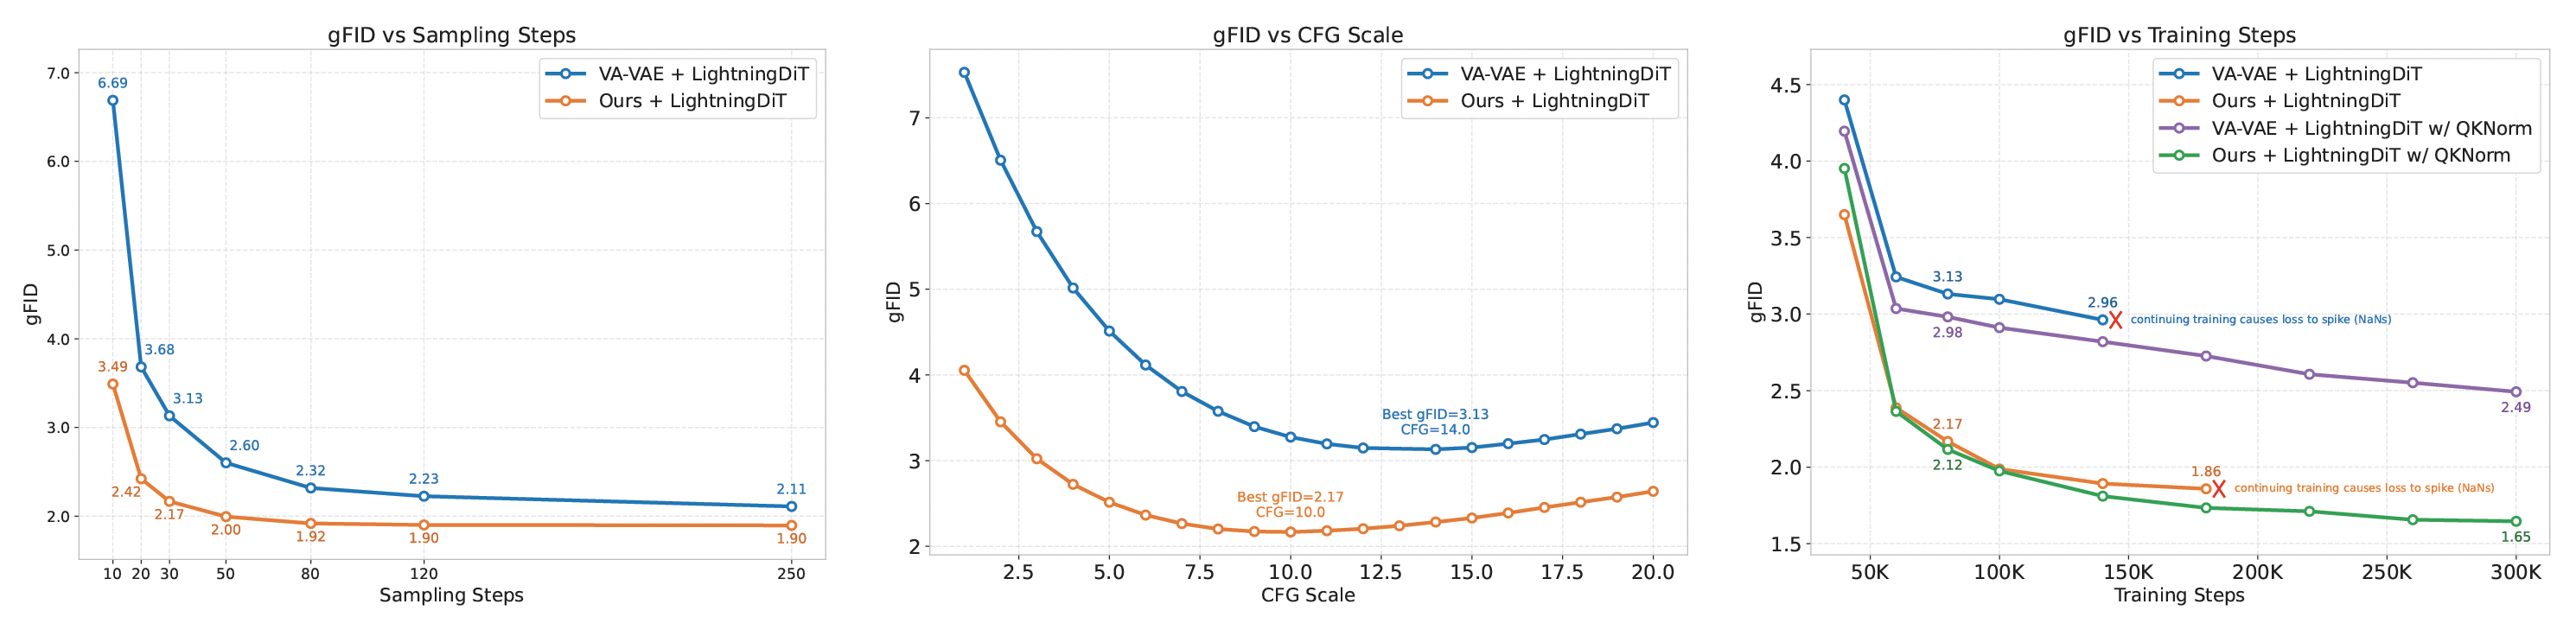 gFID vs Sampling Steps
7.0
6.0
5.0
4.0
3.0
2.0
gFID
6.69
3.68
3.13
2.60
2.32
2.23
2.11
3.49
2.42
2.17
2.00
1.92
1.90
1.90
VA-VAE + LightningDiT
Ours + LightningDiT
10 20 30 50 80 120 250
Sampling Steps
gFID vs CFG Scale
7
6
5
4
3
2
gFID
VA-VAE + LightningDiT
Ours + LightningDiT
Best gFID=3.13
CFG=14.0
Best gFID=2.17
CFG=10.0
2.5 5.0 7.5 10.0 12.5 15.0 17.5 20.0
CFG Scale
gFID vs Training Steps
4.5
4.0
3.5
3.0
2.5
2.0
1.5
gFID
VA-VAE + LightningDiT
Ours + LightningDiT
VA-VAE + LightningDiT w/ QKNorm
Ours + LightningDiT w/ QKNorm
3.13
2.96
continuing training causes loss to spike (NaNs)
2.98
2.49
2.17
1.86
continuing training causes loss to spike (NaNs)
2.12
1.65
50K 100K 150K 200K 250K 300K
Training Steps